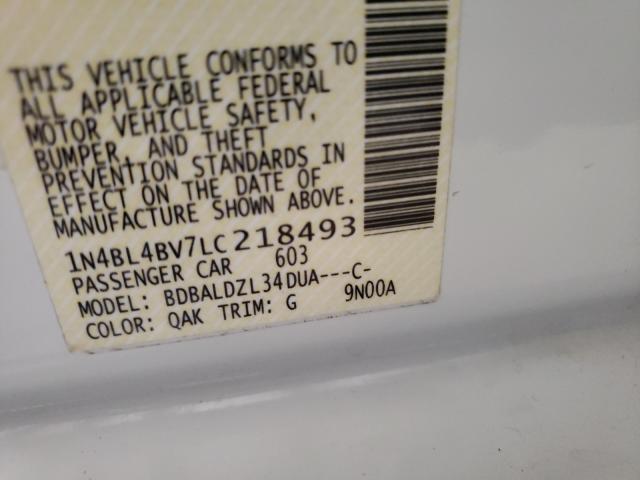 THIS VEHICLE CONFORMS TO
ALL APPLICABLE FEDERAL
MOTOR VEHICLE SAFETY,
BUMPER, AND THEFT
PREVENTION STANDARDS IN
EFFECT ON THE DATE OF
MANUFACTURE SHOWN ABOVE.
1N4BL4BV7LC218493
PASSENGER CAR 603
MODEL: BDBALDZL34DUA---C-
COLOR: QAK TRIM: G 9N00A